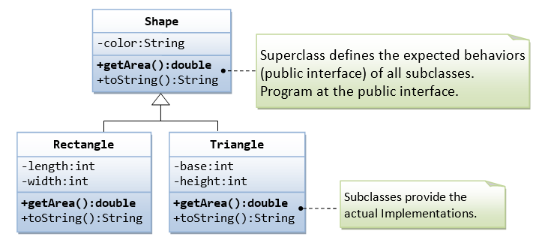 Shape
-color:String
+getArea():double
+toString():String
Superclass defines the expected behaviors
(public interface) of all subclasses.
Program at the public interface.
Rectangle
-length:int
-width:int
+getArea():double
+toString():String
Triangle
-base:int
-height:int
+getArea():double
+toString():String
Subclasses provide the
actual Implementations.